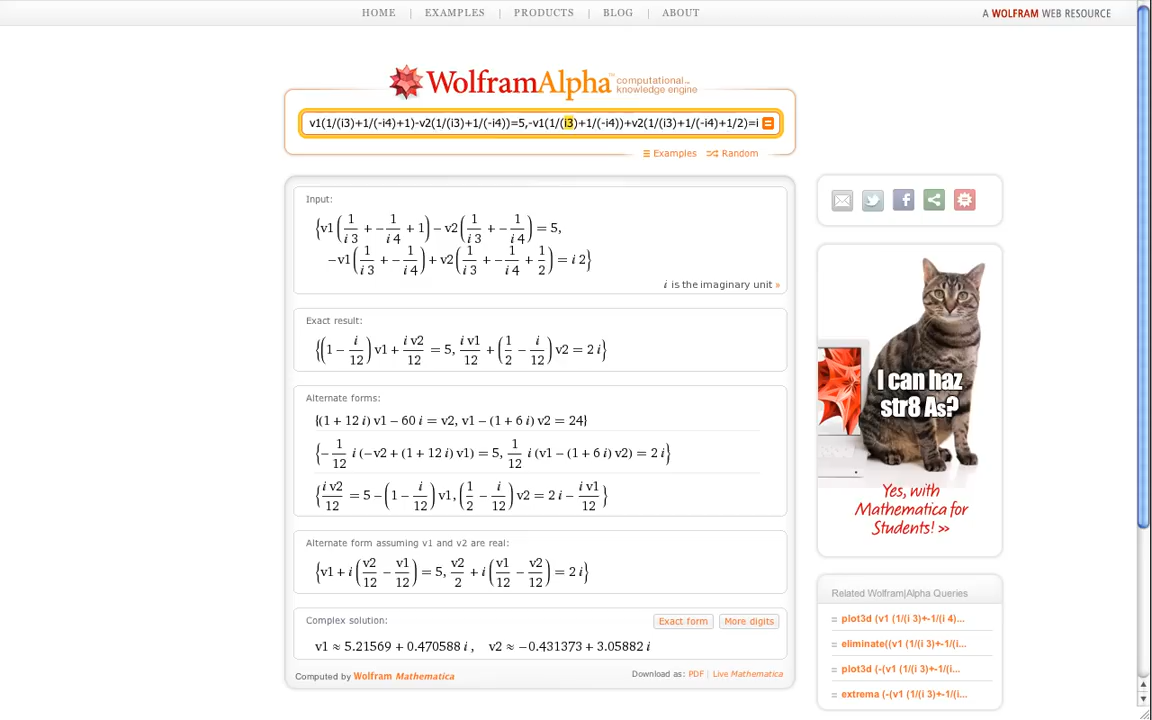 HOME | EXAMPLES | PRODUCTS | BLOG | ABOUT
A WOLFRAM WEB RESOURCE
WolframAlpha™ computational... knowledge engine
v1(1/(i3)+1/(-i4)+1)-v2(1/(i3)+1/(-i4))=5,-v1(1/(i3)+1/(-i4))+v2(1/(i3)+1/(-i4)+1/2)=i
Examples Random
Input:
{v1(1/(i 3) + -1/(i 4) + 1) − v2(1/(i 3) + -1/(i 4)) = 5,
−v1(1/(i 3) + -1/(i 4)) + v2(1/(i 3) + -1/(i 4) + 1/2) = i 2}
i is the imaginary unit »
Exact result:
{(1 − i/12) v1 + (i v2)/12 = 5, (i v1)/12 + (1/2 − i/12) v2 = 2 i}
Alternate forms:
{(1 + 12 i) v1 − 60 i = v2, v1 − (1 + 6 i) v2 = 24}
{−1/12 i (−v2 + (1 + 12 i) v1) = 5, 1/12 i (v1 − (1 + 6 i) v2) = 2 i}
{(i v2)/12 = 5 − (1 − i/12) v1, (1/2 − i/12) v2 = 2 i − (i v1)/12}
Alternate form assuming v1 and v2 are real:
{v1 + i (v2/12 − v1/12) = 5, v2/2 + i (v1/12 − v2/12) = 2 i}
Complex solution:
Exact form
More digits
v1 ≈ 5.21569 + 0.470588 i , v2 ≈ −0.431373 + 3.05882 i
Computed by Wolfram Mathematica
Download as: PDF | Live Mathematica
I can haz
str8 As?
Yes, with
Mathematica for
Students! >>
Related Wolfram|Alpha Queries
plot3d (v1 (1/(i 3)+-1/(i 4)...
eliminate((v1 (1/(i 3)+-1/(i...
plot3d (-(v1 (1/(i 3)+-1/(i...
extrema (-(v1 (1/(i 3)+-1/(i...